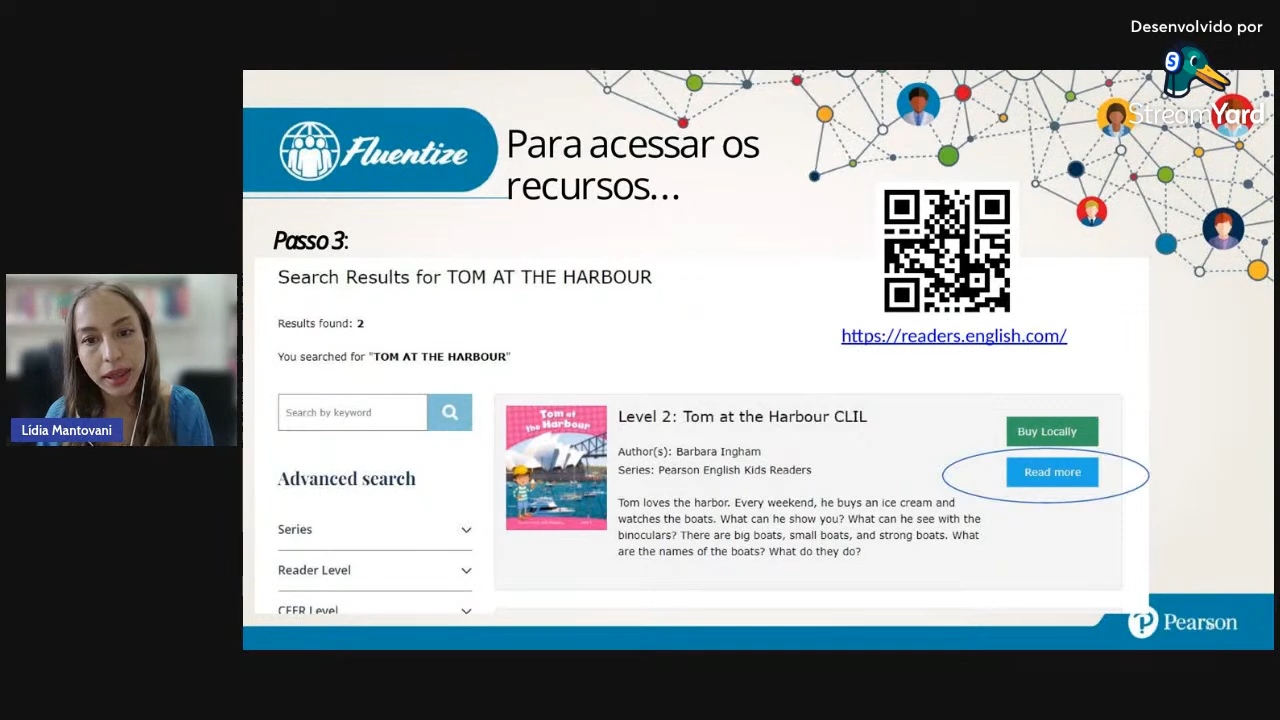 Desenvolvido por
S
StreamYard
Fluentize
Para acessar os
recursos...
Passo 3:
Search Results for TOM AT THE HARBOUR
Results found: 2
https://readers.english.com/
You searched for "TOM AT THE HARBOUR"
Search by keyword
Advanced search
Series
Reader Level
CEFR Level
Tom at
the Harbour
Level 2: Tom at the Harbour CLIL
Author(s): Barbara Ingham
Series: Pearson English Kids Readers
Tom loves the harbor. Every weekend, he buys an ice cream and
watches the boats. What can he show you? What can he see with the
binoculars? There are big boats, small boats, and strong boats. What
are the names of the boats? What do they do?
Buy Locally
Read more
Lídia Mantovani
Pearson